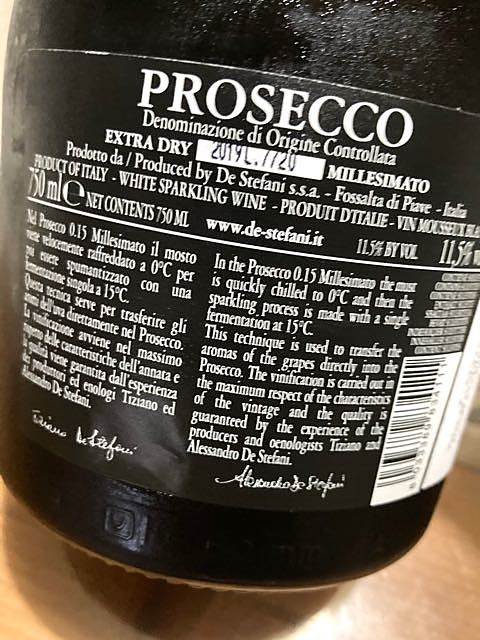 PROSECCO
Denominazione di Origine Controllata
EXTRA DRY 2019L.7720 MILLESIMATO
Prodotto da / Produced by De Stefani s.s.a. - Fossalta di Piave - Italia
PRODUCT OF ITALY - WHITE SPARKLING WINE - PRODUIT D'ITALIE - VIN MOUSSEUX
750 ml e NET CONTENTS 750 ML www.de-stefani.it 11.5% BY VOL 11,5%
Nel Prosecco 0.15 Millesimato il mosto
viene velocemente raffreddato a 0°C per
poi essere spumantizzato con una
fermentazione singola a 15°C.
Questa tecnica serve per trasferire gli
aromi dell'uva direttamente nel Prosecco.
La vinificazione avviene nel massimo
rispetto delle caratteristiche dell'annata e
la qualità viene garantita dall'esperienza
dei produttori ed enologi Tiziano ed
Alessandro De Stefani.
Tiziano De Stefani
In the Prosecco 0.15 Millesimato the must
is quickly chilled to 0°C and then the
sparkling process is made with a single
fermentation at 15°C.
This technique is used to transfer the
aromas of the grapes directly into the
Prosecco. The vinification is carried out in
the maximum respect of the characteristics
of the vintage and the quality is
guaranteed by the experience of the
producers and oenologists Tiziano and
Alessandro De Stefani.
Alessandro De Stefani